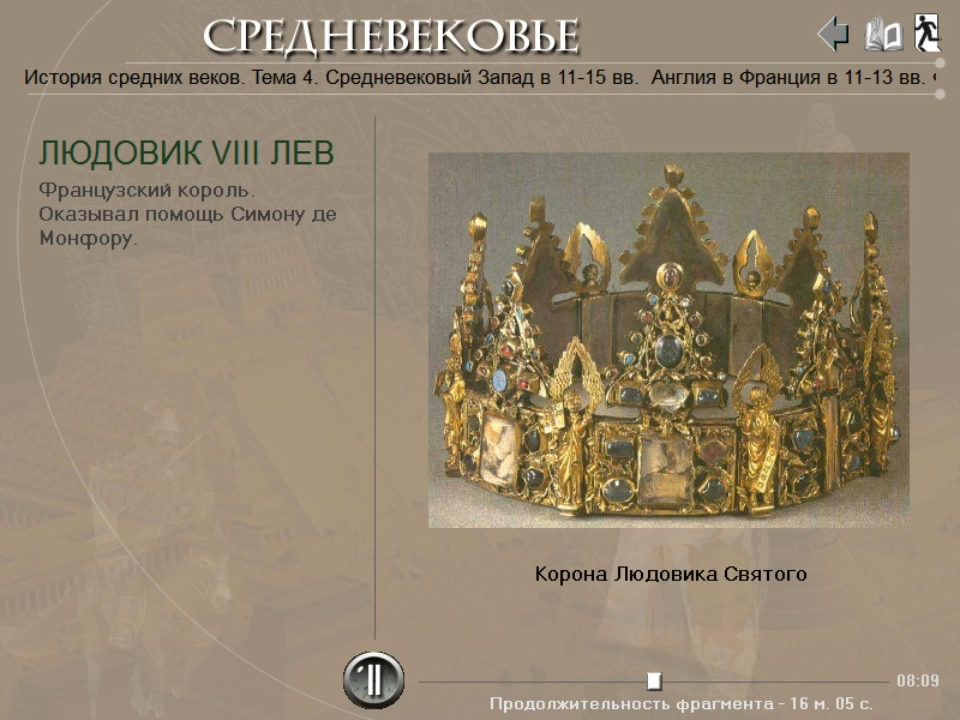 СРЕДНЕВЕКОВЬЕ
История средних веков. Тема 4. Средневековый Запад в 11-15 вв. Англия в Франция в 11-13 вв.
ЛЮДОВИК VIII ЛЕВ
Французский король.
Оказывал помощь Симону де
Монфору.
Корона Людовика Святого
08:09
Продолжительность фрагмента - 16 м. 05 с.